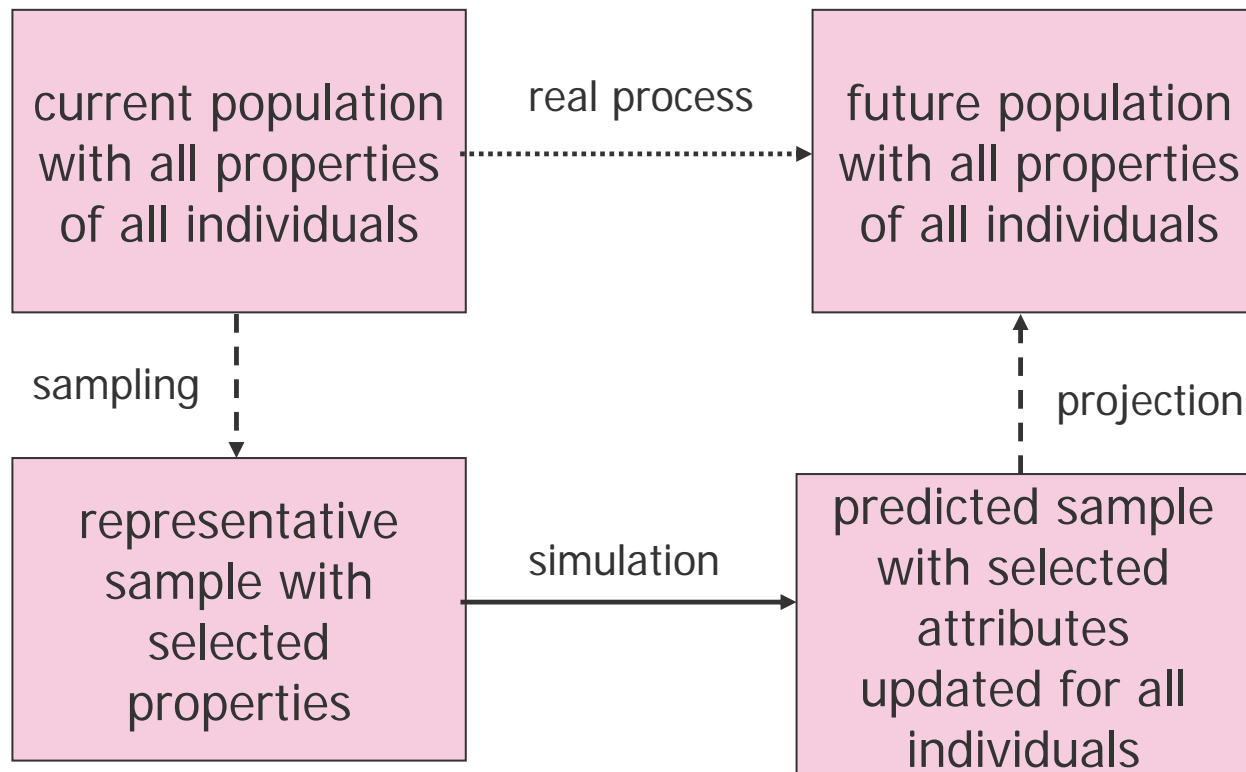 current population
with all properties
of all individuals
real process
future population
with all properties
of all individuals
sampling
projection
representative
sample with
selected
properties
simulation
predicted sample
with selected
attributes
updated for all
individuals